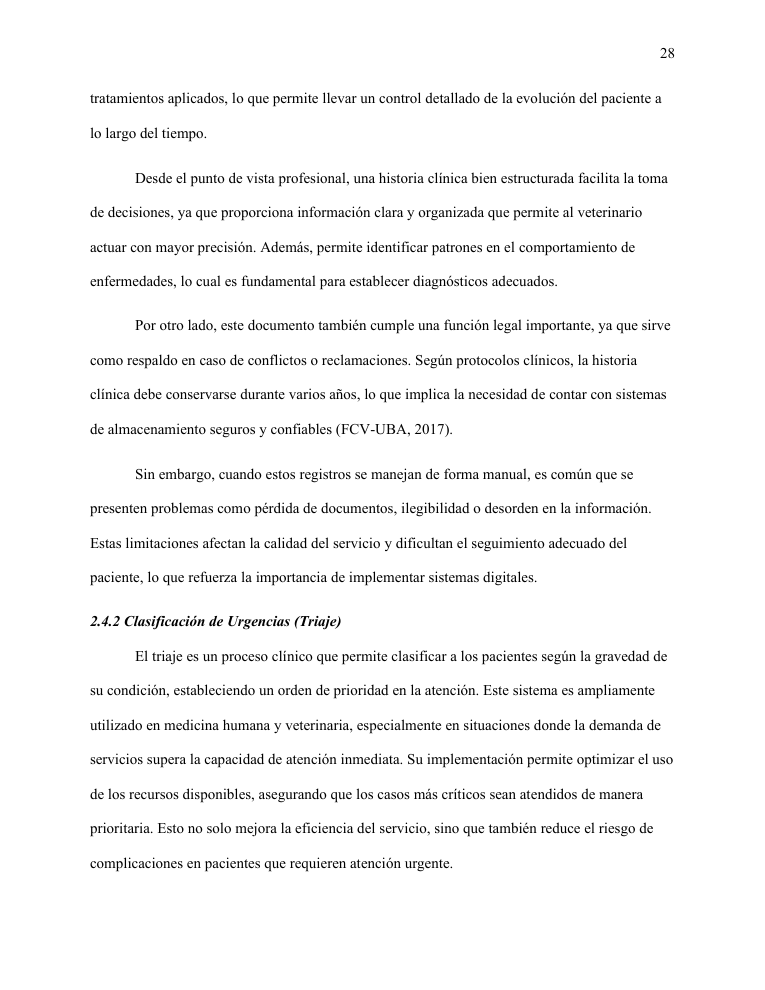 28
tratamientos aplicados, lo que permite llevar un control detallado de la evolución del paciente a
lo largo del tiempo.
Desde el punto de vista profesional, una historia clínica bien estructurada facilita la toma
de decisiones, ya que proporciona información clara y organizada que permite al veterinario
actuar con mayor precisión. Además, permite identificar patrones en el comportamiento de
enfermedades, lo cual es fundamental para establecer diagnósticos adecuados.
Por otro lado, este documento también cumple una función legal importante, ya que sirve
como respaldo en caso de conflictos o reclamaciones. Según protocolos clínicos, la historia
clínica debe conservarse durante varios años, lo que implica la necesidad de contar con sistemas
de almacenamiento seguros y confiables (FCV-UBA, 2017).
Sin embargo, cuando estos registros se manejan de forma manual, es común que se
presenten problemas como pérdida de documentos, ilegibilidad o desorden en la información.
Estas limitaciones afectan la calidad del servicio y dificultan el seguimiento adecuado del
paciente, lo que refuerza la importancia de implementar sistemas digitales.
2.4.2 Clasificación de Urgencias (Triaje)
El triaje es un proceso clínico que permite clasificar a los pacientes según la gravedad de
su condición, estableciendo un orden de prioridad en la atención. Este sistema es ampliamente
utilizado en medicina humana y veterinaria, especialmente en situaciones donde la demanda de
servicios supera la capacidad de atención inmediata. Su implementación permite optimizar el uso
de los recursos disponibles, asegurando que los casos más críticos sean atendidos de manera
prioritaria. Esto no solo mejora la eficiencia del servicio, sino que también reduce el riesgo de
complicaciones en pacientes que requieren atención urgente.